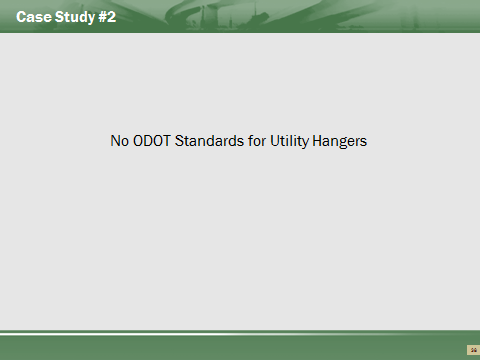 Case Study #2
No ODOT Standards for Utility Hangers